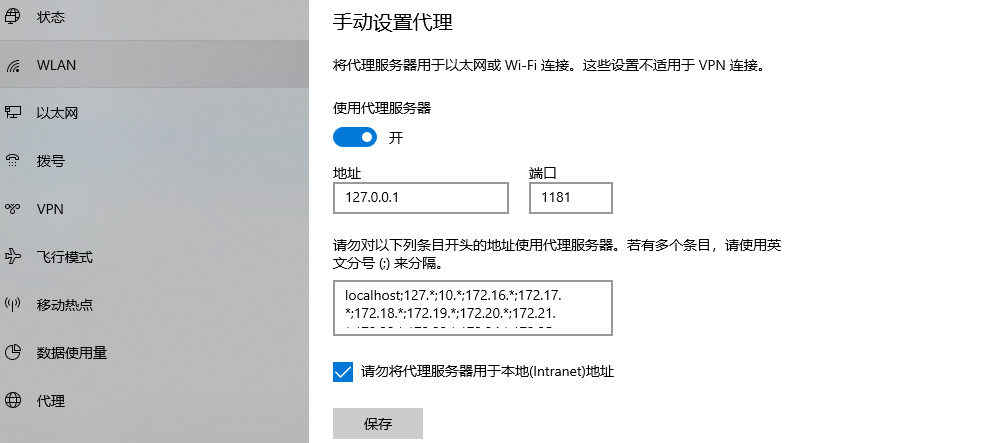 状态
WLAN
以太网
拨号
VPN
飞行模式
移动热点
数据使用量
代理
手动设置代理
将代理服务器用于以太网或 Wi-Fi 连接。这些设置不适用于 VPN 连接。
使用代理服务器
开
地址
端口
127.0.0.1
1181
请勿对以下列条目开头的地址使用代理服务器。若有多个条目，请使用英
文分号 (;) 来分隔。
localhost;127.*;10.*;172.16.*;172.17.
*;172.18.*;172.19.*;172.20.*;172.21.
请勿将代理服务器用于本地(Intranet)地址
保存